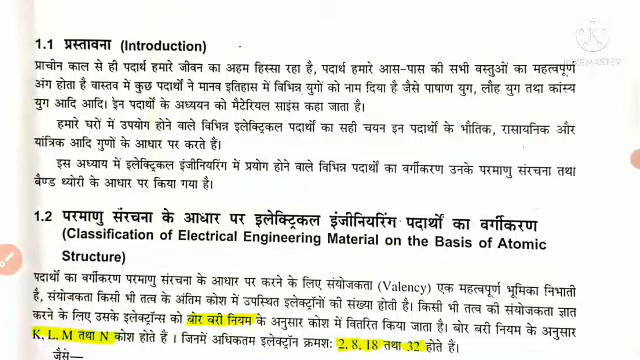 KINEMASTER
1.1 प्रस्तावना (Introduction)
प्राचीन काल से ही पदार्थ हमारे जीवन का अहम हिस्सा रहा है, पदार्थ हमारे आस-पास की सभी वस्तुओं का महत्वपूर्ण
अंग होता है वास्तव में कुछ पदार्थों ने मानव इतिहास में विभिन्न युगों को नाम दिया है जैसे पाषाण युग, लौह युग तथा कांस्य
युग आदि आदि। इन पदार्थों के अध्ययन को मैटेरियल साइंस कहा जाता है।
हमारे घरों में उपयोग होने वाले विभिन्न इलेक्ट्रिकल पदार्थों का सही चयन इन पदार्थों के भौतिक, रासायनिक और
यांत्रिक आदि गुणों के आधार पर करते हैं।
इस अध्याय में इलेक्ट्रिकल इंजीनियरिंग में प्रयोग होने वाले विभिन्न पदार्थों का वर्गीकरण उनके परमाणु संरचना तथा
बैण्ड थ्योरी के आधार पर किया गया है।
1.2 परमाणु संरचना के आधार पर इलेक्ट्रिकल इंजीनियरिंग पदार्थों का वर्गीकरण
(Classification of Electrical Engineering Material on the Basis of Atomic
Structure)
पदार्थों का वर्गीकरण परमाणु संरचना के आधार पर करने के लिए संयोजकता (Valency) एक महत्वपूर्ण भूमिका निभाती
है, संयोजकता किसी भी तत्व के अंतिम कोश में उपस्थित इलेक्ट्रॉनों की संख्या होती है। किसी भी तत्व की संयोजकता ज्ञात
करने के लिए उसके इलेक्ट्रॉन्स को बोर बरी नियम के अनुसार कोश में वितरित किया जाता है। बोर बरी नियम के अनुसार
K, L, M तथा N कोश होते हैं। जिनमें अधिकतम इलेक्ट्रॉन क्रमशः 2, 8, 18 तथा 32 होते हैं।
जैसे—